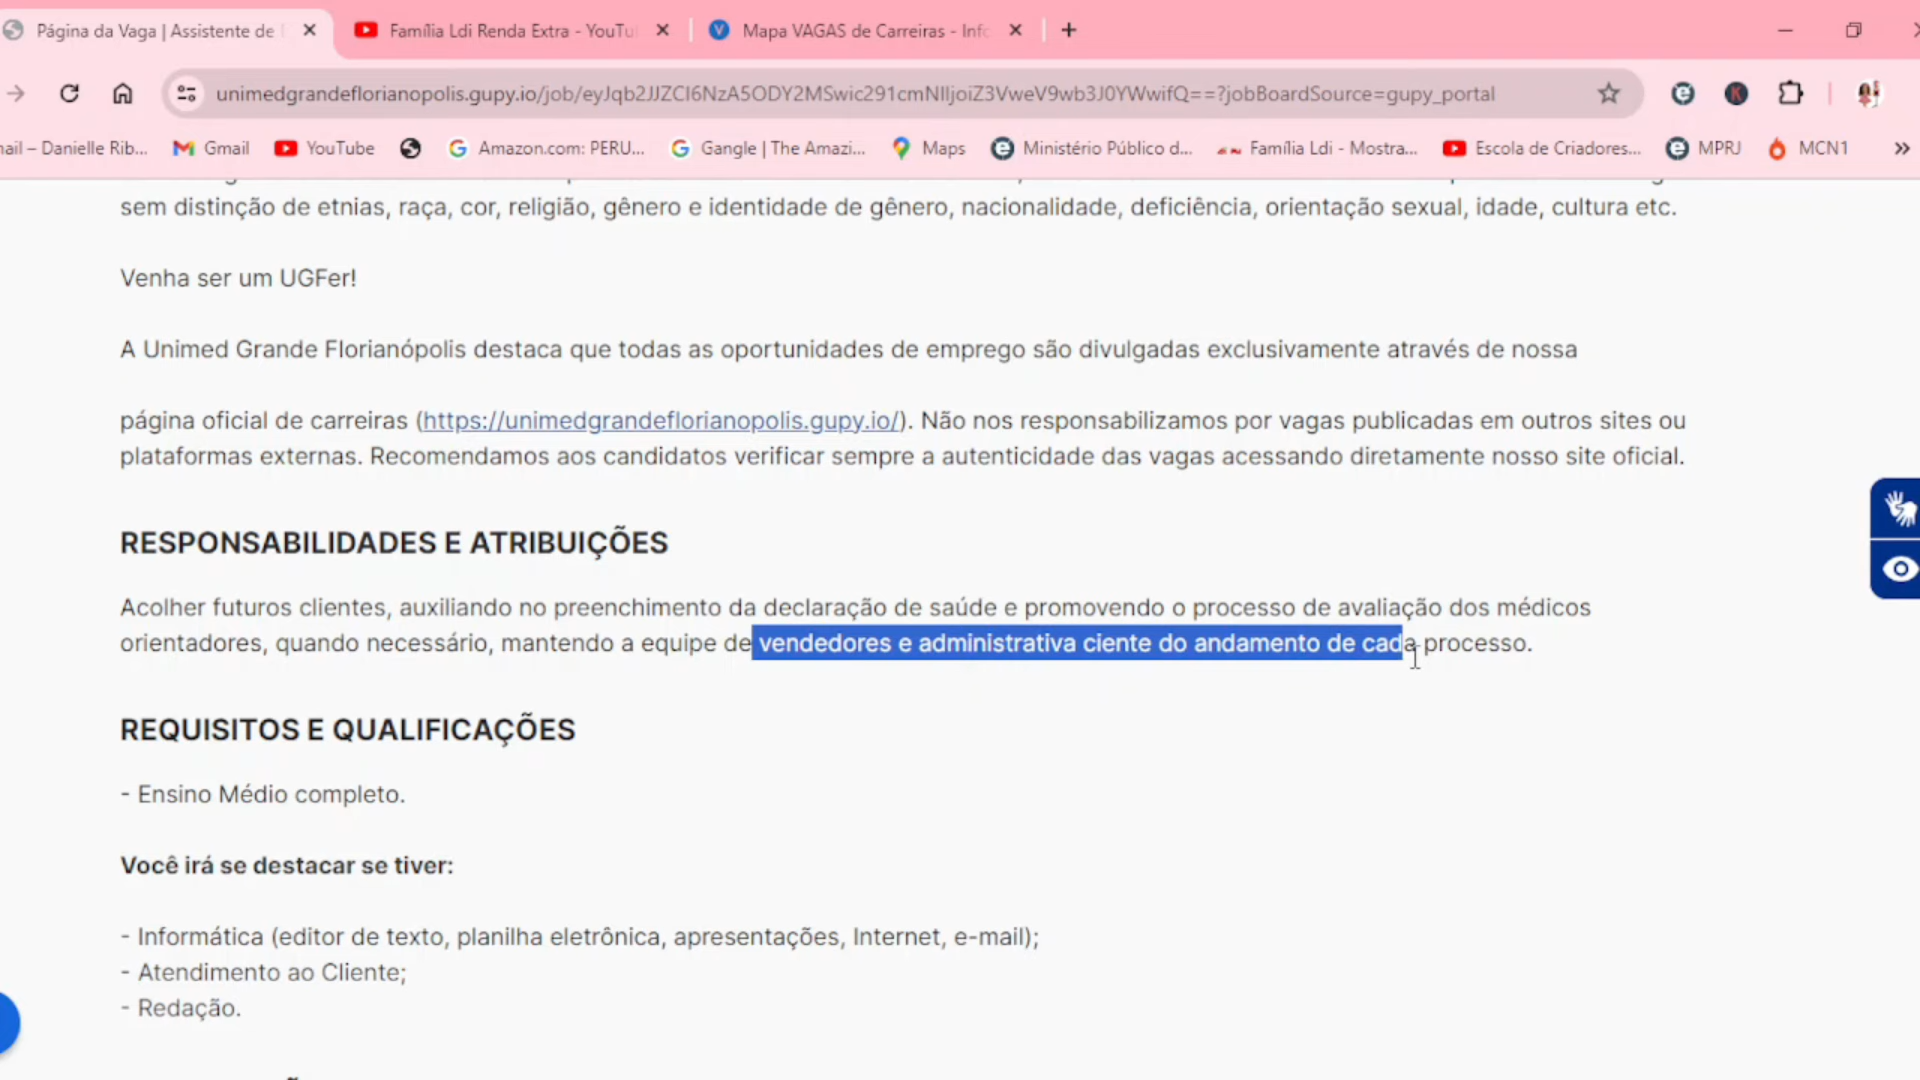 Página da Vaga | Assistente de
Família Ldi Renda Extra - YouTu
Mapa VAGAS de Carreiras - Info
unimedgrandeflorianopolis.gupy.io/job/eyJqb2JJZCI6NzA5ODY2MSwic291cmNlIjoiZ3VweV9wb3J0YWwifQ==?jobBoardSource=gupy_portal
ail – Danielle Rib...
Gmail
YouTube
Amazon.com: PERU...
Gangle | The Amazi...
Maps
Ministério Público d...
Família Ldi - Mostra...
Escola de Criadores...
MPRJ
MCN1
sem distinção de etnias, raça, cor, religião, gênero e identidade de gênero, nacionalidade, deficiência, orientação sexual, idade, cultura etc.
Venha ser um UGFer!
A Unimed Grande Florianópolis destaca que todas as oportunidades de emprego são divulgadas exclusivamente através de nossa
página oficial de carreiras (https://unimedgrandeflorianopolis.gupy.io/). Não nos responsabilizamos por vagas publicadas em outros sites ou
plataformas externas. Recomendamos aos candidatos verificar sempre a autenticidade das vagas acessando diretamente nosso site oficial.
RESPONSABILIDADES E ATRIBUIÇÕES
Acolher futuros clientes, auxiliando no preenchimento da declaração de saúde e promovendo o processo de avaliação dos médicos
orientadores, quando necessário, mantendo a equipe de vendedores e administrativa ciente do andamento de cada processo.
REQUISITOS E QUALIFICAÇÕES
- Ensino Médio completo.
Você irá se destacar se tiver:
- Informática (editor de texto, planilha eletrônica, apresentações, Internet, e-mail);
- Atendimento ao Cliente;
- Redação.